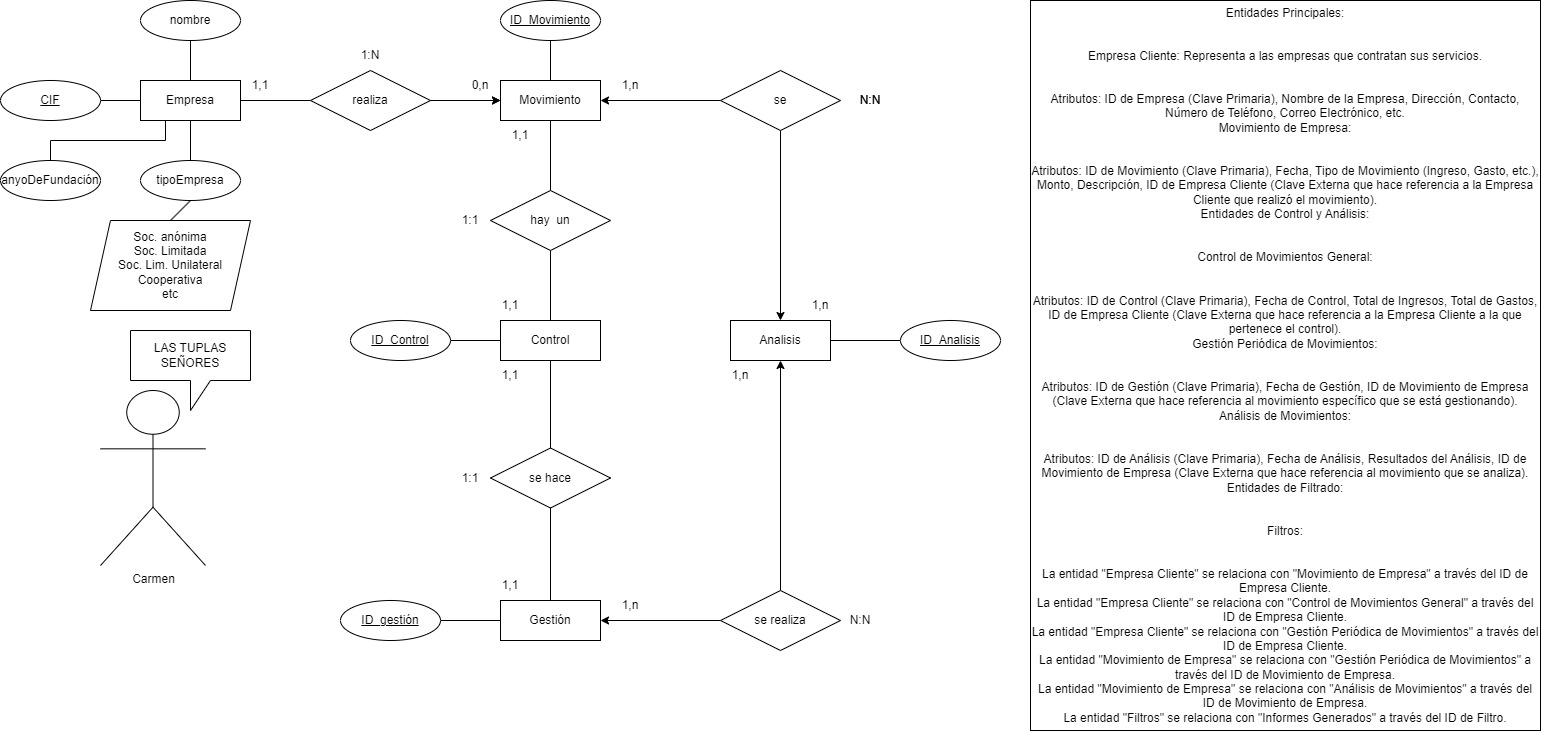 nombre
ID_Movimiento
1:N
CIF
Empresa
1,1
realiza
0,n
Movimiento
1,n
se
N:N
1,1
anyoDeFundación
tipoEmpresa
Soc. anónima
Soc. Limitada
Soc. Lim. Unilateral
Cooperativa
etc
1:1
hay un
1,1
1,n
LAS TUPLAS
SEÑORES
ID_Control
Control
Analisis
ID_Analisis
1,1
1,n
1:1
se hace
Carmen
1,1
1,n
ID_gestión
Gestión
se realiza
N:N
Entidades Principales:
Empresa Cliente: Representa a las empresas que contratan sus servicios.
Atributos: ID de Empresa (Clave Primaria), Nombre de la Empresa, Dirección, Contacto,
Número de Teléfono, Correo Electrónico, etc.
Movimiento de Empresa:
Atributos: ID de Movimiento (Clave Primaria), Fecha, Tipo de Movimiento (Ingreso, Gasto, etc.),
Monto, Descripción, ID de Empresa Cliente (Clave Externa que hace referencia a la Empresa
Cliente que realizó el movimiento).
Entidades de Control y Análisis:
Control de Movimientos General:
Atributos: ID de Control (Clave Primaria), Fecha de Control, Total de Ingresos, Total de Gastos,
ID de Empresa Cliente (Clave Externa que hace referencia a la Empresa Cliente a la que
pertenece el control).
Gestión Periódica de Movimientos:
Atributos: ID de Gestión (Clave Primaria), Fecha de Gestión, ID de Movimiento de Empresa
(Clave Externa que hace referencia al movimiento específico que se está gestionando).
Análisis de Movimientos:
Atributos: ID de Análisis (Clave Primaria), Fecha de Análisis, Resultados del Análisis, ID de
Movimiento de Empresa (Clave Externa que hace referencia al movimiento que se analiza).
Entidades de Filtrado:
Filtros:
La entidad "Empresa Cliente" se relaciona con "Movimiento de Empresa" a través del ID de
Empresa Cliente.
La entidad "Empresa Cliente" se relaciona con "Control de Movimientos General" a través del
ID de Empresa Cliente.
La entidad "Empresa Cliente" se relaciona con "Gestión Periódica de Movimientos" a través del
ID de Empresa Cliente.
La entidad "Movimiento de Empresa" se relaciona con "Gestión Periódica de Movimientos" a
través del ID de Movimiento de Empresa.
La entidad "Movimiento de Empresa" se relaciona con "Análisis de Movimientos" a través del
ID de Movimiento de Empresa.
La entidad "Filtros" se relaciona con "Informes Generados" a través del ID de Filtro.